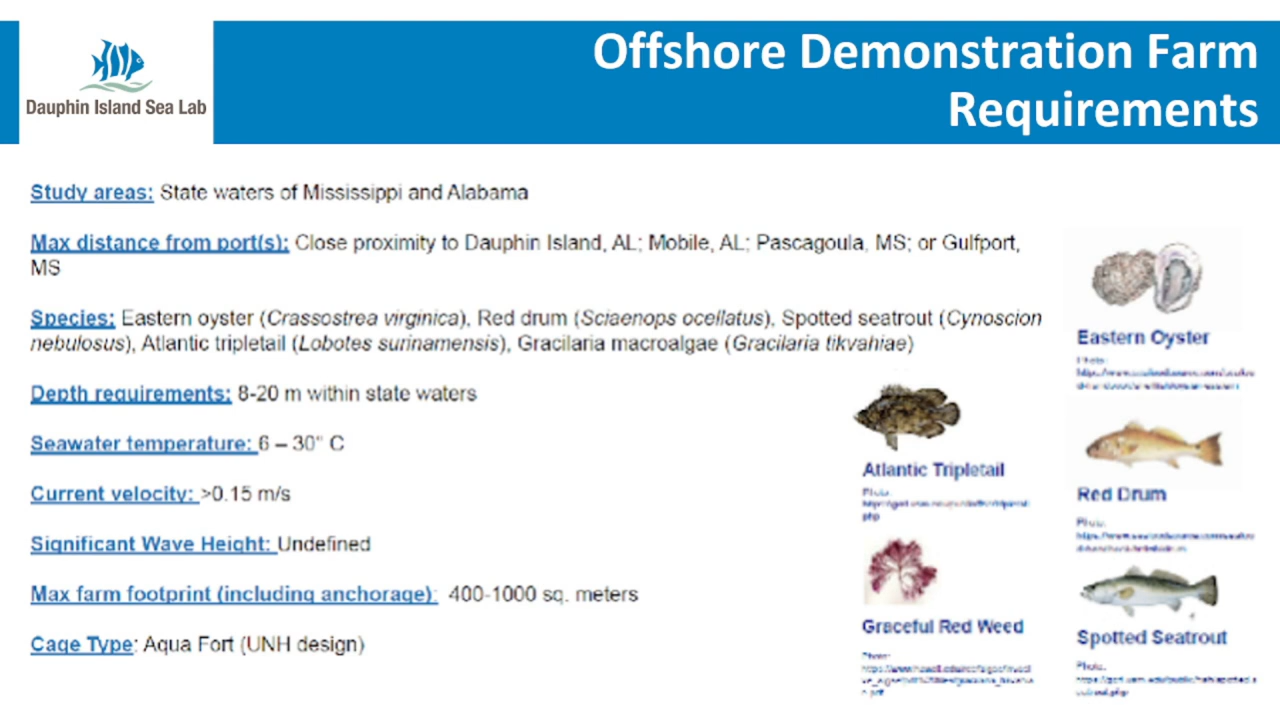 Offshore Demonstration Farm
Requirements
Dauphin Island Sea Lab
Study areas: State waters of Mississippi and Alabama
Max distance from port(s): Close proximity to Dauphin Island, AL; Mobile, AL; Pascagoula, MS; or Gulfport,
MS
Species: Eastern oyster (Crassostrea virginica), Red drum (Sciaenops ocellatus), Spotted seatrout (Cynoscion
nebulosus), Atlantic tripletail (Lobotes surinamensis), Gracilaria macroalgae (Gracilaria tikvahiae)
Depth requirements: 8-20 m within state waters
Seawater temperature: 6 – 30° C
Current velocity: >0.15 m/s
Significant Wave Height: Undefined
Max farm footprint (including anchorage): 400-1000 sq. meters
Cage Type: Aqua Fort (UNH design)
Atlantic Tripletail
Photo:
php
Graceful Red Weed
Photo:
Eastern Oyster
Photo:
Red Drum
Photo:
Spotted Seatrout
Photo: